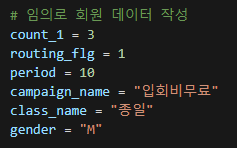 # 임의로 회원 데이터 작성
count_1 = 3
routing_flg = 1
period = 10
campaign_name = "입회비무료"
class_name = "종일"
gender = "M"